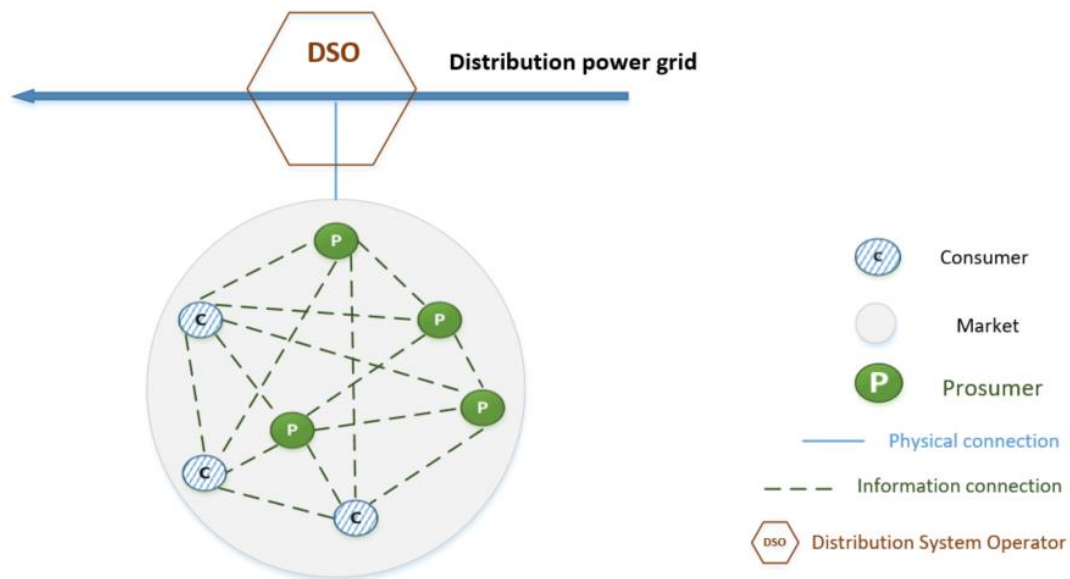 DSO
Distribution power grid
P
C
P
P
P
C
C
C
Consumer
Market
P
Prosumer
Physical connection
Information connection
DSO
Distribution System Operator